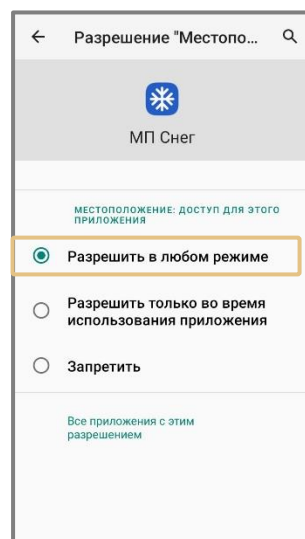 Разрешение "Местопо...
МП Снег
МЕСТОПОЛОЖЕНИЕ: ДОСТУП ДЛЯ ЭТОГО
ПРИЛОЖЕНИЯ
Разрешить в любом режиме
Разрешить только во время
использования приложения
Запретить
Все приложения с этим
разрешением